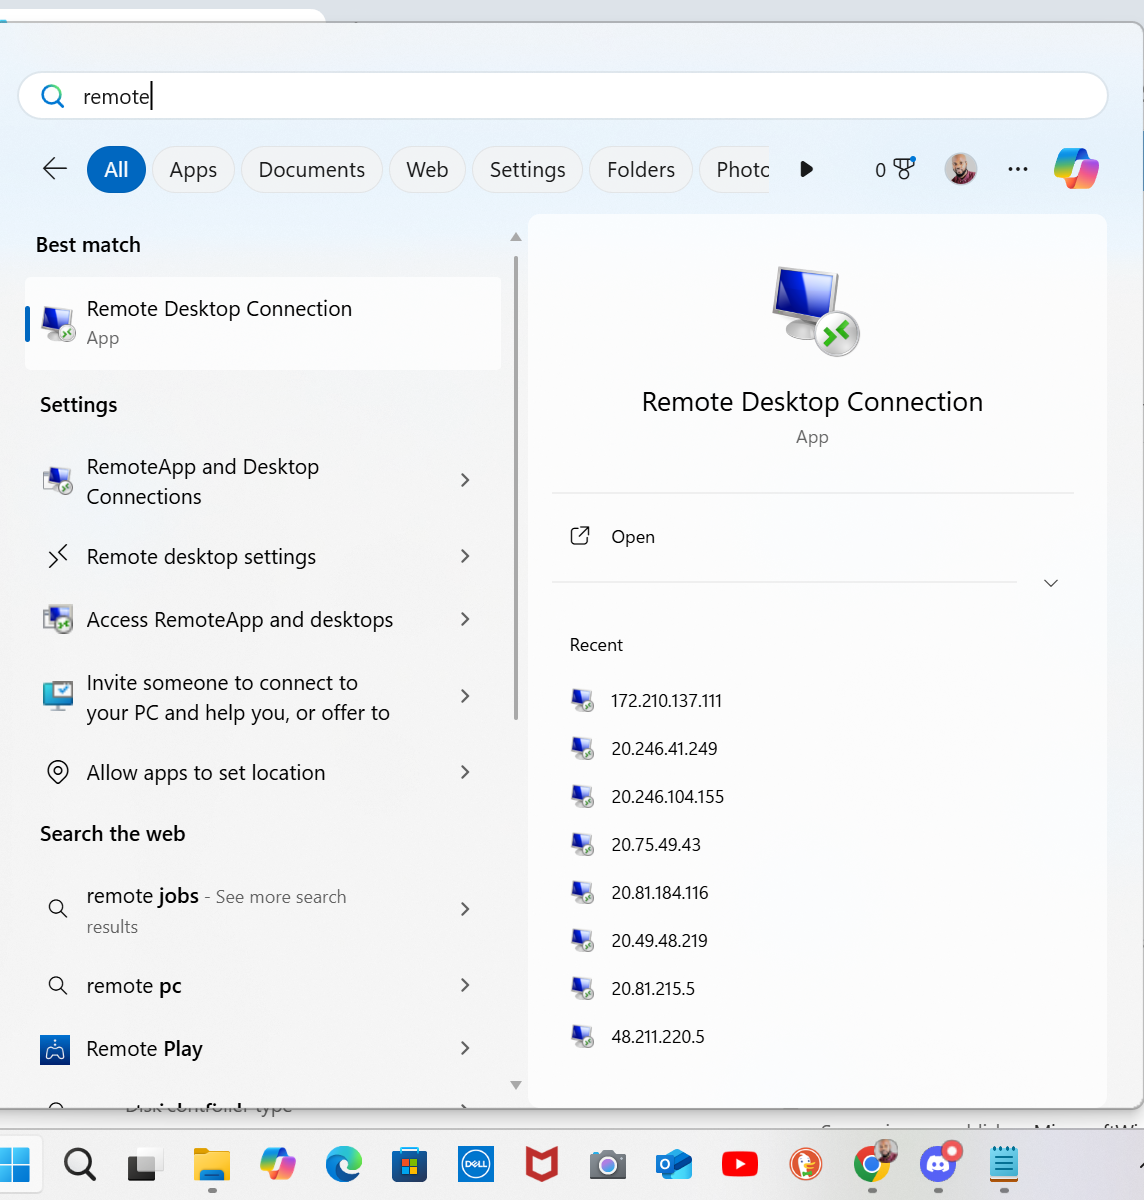 remote
All
Apps
Documents
Web
Settings
Folders
Photo
0
Best match
Remote Desktop Connection
App
Settings
RemoteApp and Desktop
Connections
Remote desktop settings
Access RemoteApp and desktops
Invite someone to connect to
your PC and help you, or offer to
Allow apps to set location
Search the web
remote jobs - See more search
results
remote pc
Remote Play
Disk controller type
Remote Desktop Connection
App
Open
Recent
172.210.137.111
20.246.41.249
20.246.104.155
20.75.49.43
20.81.184.116
20.49.48.219
20.81.215.5
48.211.220.5
DELL